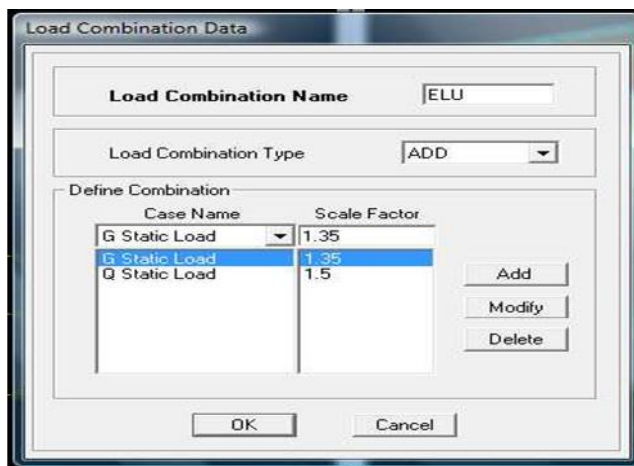 Load Combination Data
Load Combination Name ELU
Load Combination Type ADD
Define Combination
Case Name Scale Factor
G Static Load 1.35
G Static Load 1.35
Q Static Load 1.5
Add
Modify
Delete
OK Cancel